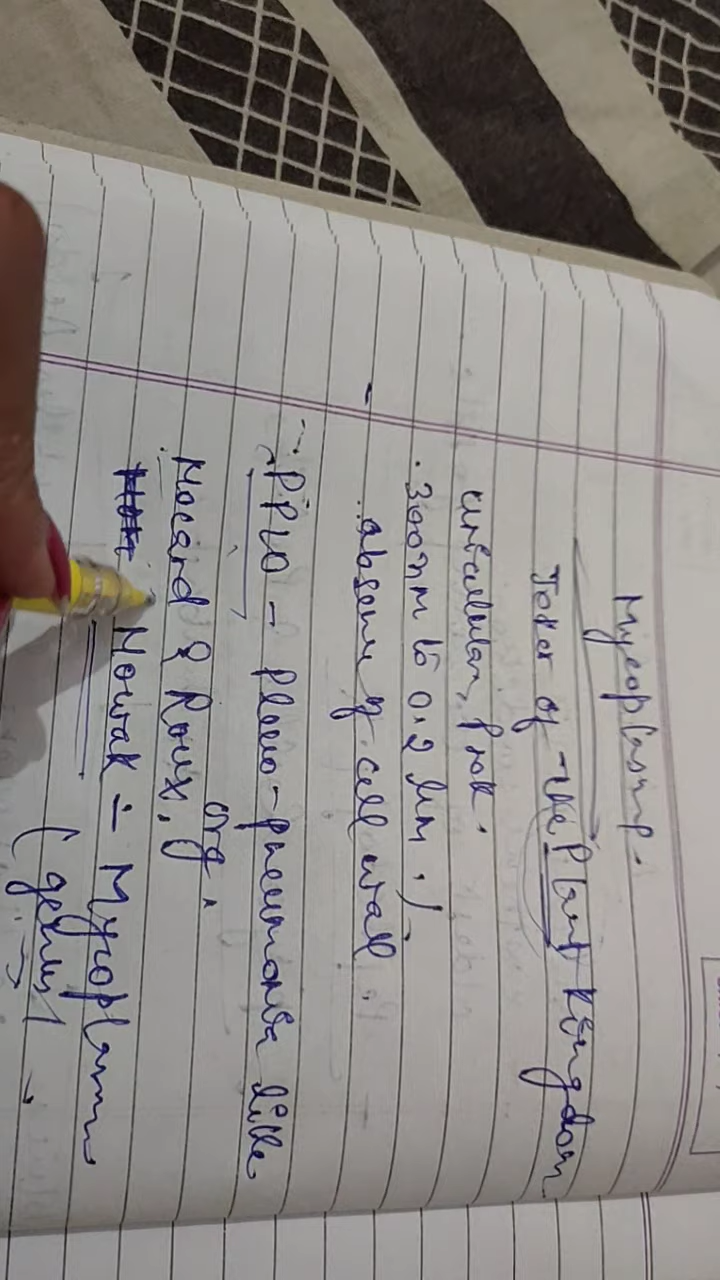 Mycoplasma.
Joker of the Plant Kingdom
unicellular, Prok.
. 300nm to 0.2 µm .
- absence of cell wall .
PPLO - Pleuro-pneumonia like
org.
Nocard & Roux,
Nowak - Mycoplasma
(genus)